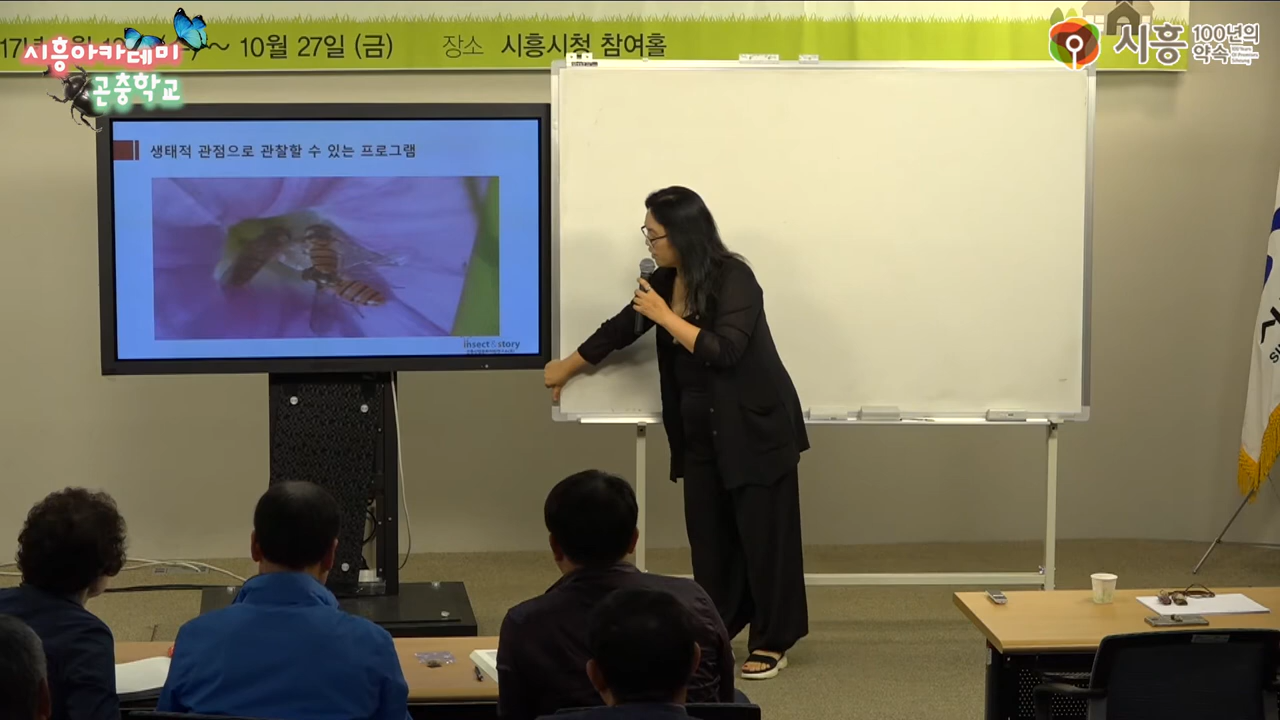 10월 27일 (금) 장소 시흥시청 참여홀
시흥아카데미
곤충학교
시흥 100년의
약속
생태적 관점으로 관찰할 수 있는 프로그램
insect&story